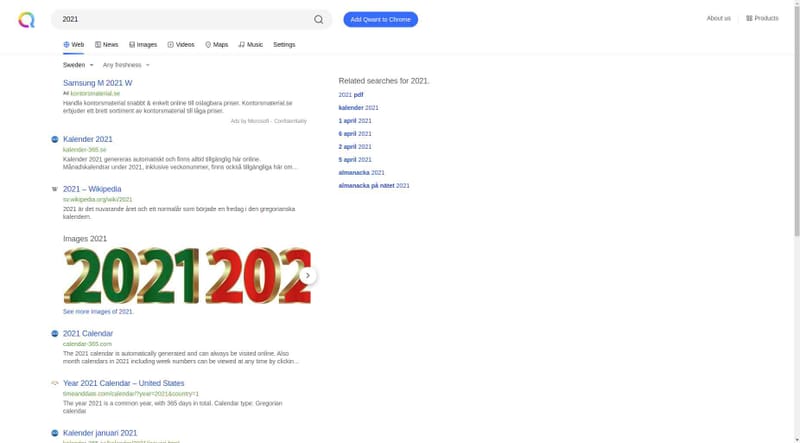 2021
Add Qwant to Chrome
About us
Products
Web
News
Images
Videos
Maps
Music
Settings
Sweden
Any freshness
Samsung M 2021 W
Ad kontorsmaterial.se
Handla kontorsmaterial snabbt & enkelt online till oslagbara priser. Kontorsmaterial.se
erbjuder ett brett sortiment av kontorsmaterial till låga priser.
Ads by Microsoft - Confidentiality
Kalender 2021
kalender-365.se
Kalender 2021 genereras automatiskt och finns alltid tillgänglig här online.
Månadskalendrar under 2021, inklusive veckonummer, finns också tillgängliga här om...
2021 – Wikipedia
sv.wikipedia.org/wiki/2021
2021 är det nuvarande året och ett normalår som började en fredag i den gregorianska
kalendern.
Images 2021
2021 202
See more images of 2021.
2021 Calendar
calendar-365.com
The 2021 calendar is automatically generated and can always be visited online. Also
month calendars in 2021 including week numbers can be viewed at any time by clickin...
Year 2021 Calendar – United States
timeanddate.com/calendar/?year=2021&country=1
The year 2021 is a common year, with 365 days in total. Calendar type: Gregorian
calendar
Kalender januari 2021
Related searches for 2021.
2021 pdf
kalender 2021
1 april 2021
6 april 2021
2 april 2021
5 april 2021
almanacka 2021
almanacka på nätet 2021